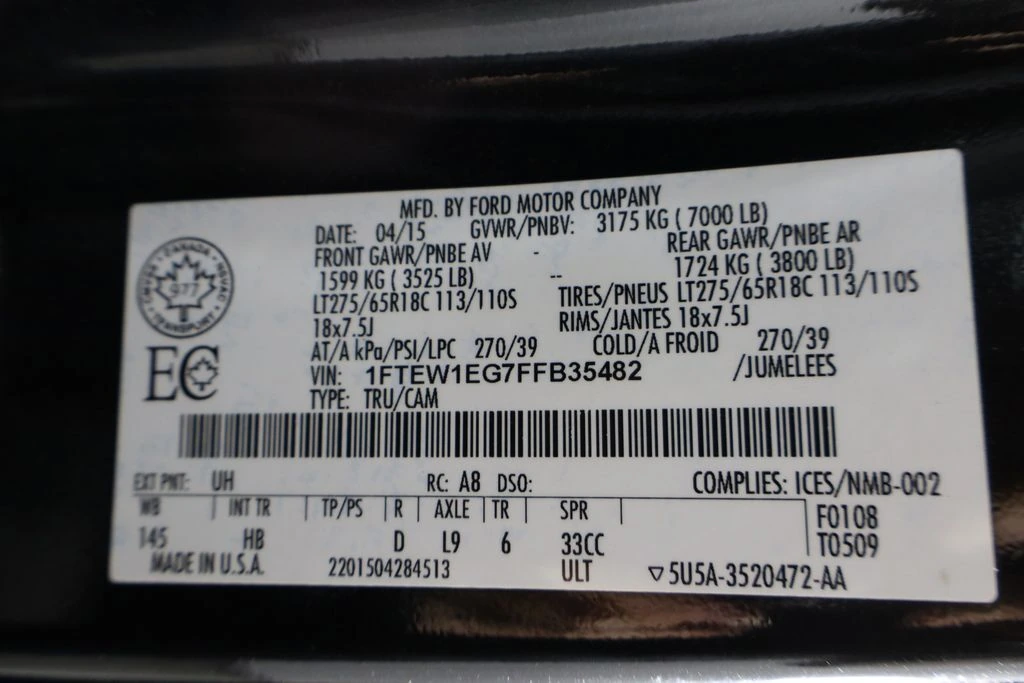 MFD. BY FORD MOTOR COMPANY
DATE: 04/15 GVWR/PNBV: 3175 KG ( 7000 LB)
FRONT GAWR/PNBE AV - REAR GAWR/PNBE AR
1599 KG ( 3525 LB) -- 1724 KG ( 3800 LB)
LT275/65R18C 113/110S TIRES/PNEUS LT275/65R18C 113/110S
18x7.5J RIMS/JANTES 18x7.5J
AT/A kPa/PSI/LPC 270/39 COLD/A FROID 270/39
VIN: 1FTEW1EG7FFB35482 /JUMELEES
TYPE: TRU/CAM
CANADA
977
TRANSPORT
EC
EXT PNT: UH RC: A8 DSO: COMPLIES: ICES/NMB-002
WB INT TR TP/PS R AXLE TR SPR F0108
145 HB D L9 6 33CC T0509
MADE IN U.S.A. 2201504284513 ULT ▽5U5A-3520472-AA